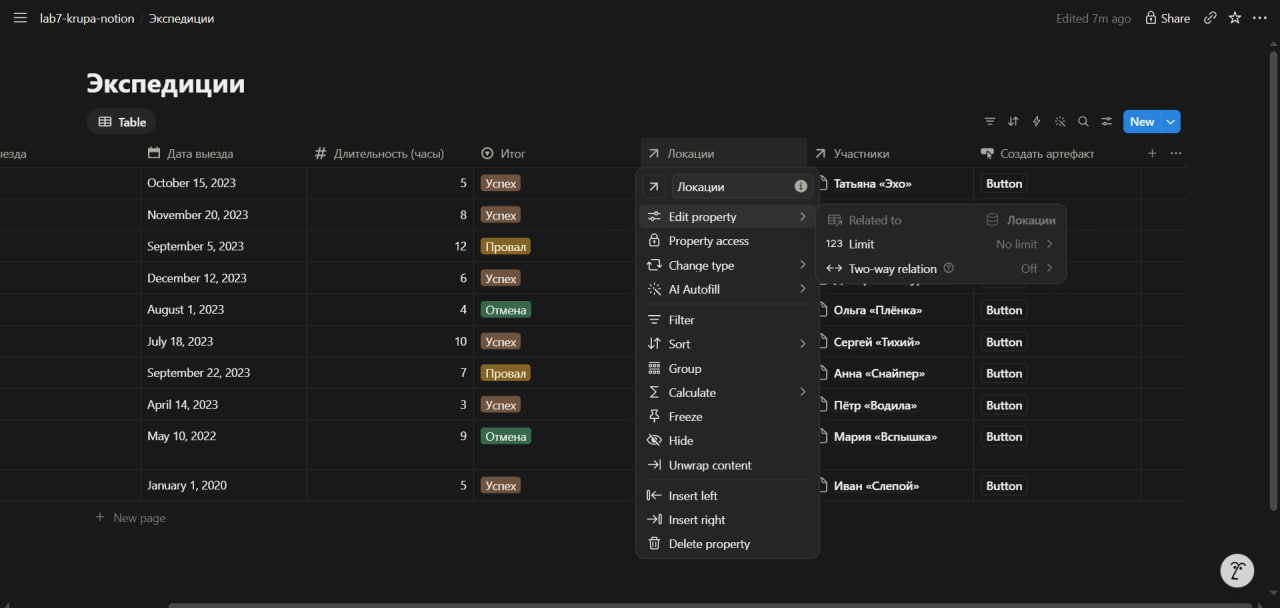 lab7-krupa-notion / Экспедиции
Edited 7m ago Share
Экспедиции
Table
New
Дата выезда Длительность (часы) Итог Локации Участники Создать артефакт
October 15, 2023 5 Успех Татьяна «Эхо» Button
November 20, 2023 8 Успех
September 5, 2023 12 Провал
December 12, 2023 6 Успех
August 1, 2023 4 Отмена Ольга «Плёнка» Button
July 18, 2023 10 Успех Сергей «Тихий» Button
September 22, 2023 7 Провал Анна «Снайпер» Button
April 14, 2023 3 Успех Пётр «Водила» Button
May 10, 2022 9 Отмена Мария «Вспышка» Button
January 1, 2020 5 Успех Иван «Слепой» Button
New page
Локации
Edit property
Property access
Change type
AI Autofill
Filter
Sort
Group
Calculate
Freeze
Hide
Unwrap content
Insert left
Insert right
Delete property
Related to Локации
123 Limit No limit
Two-way relation Off